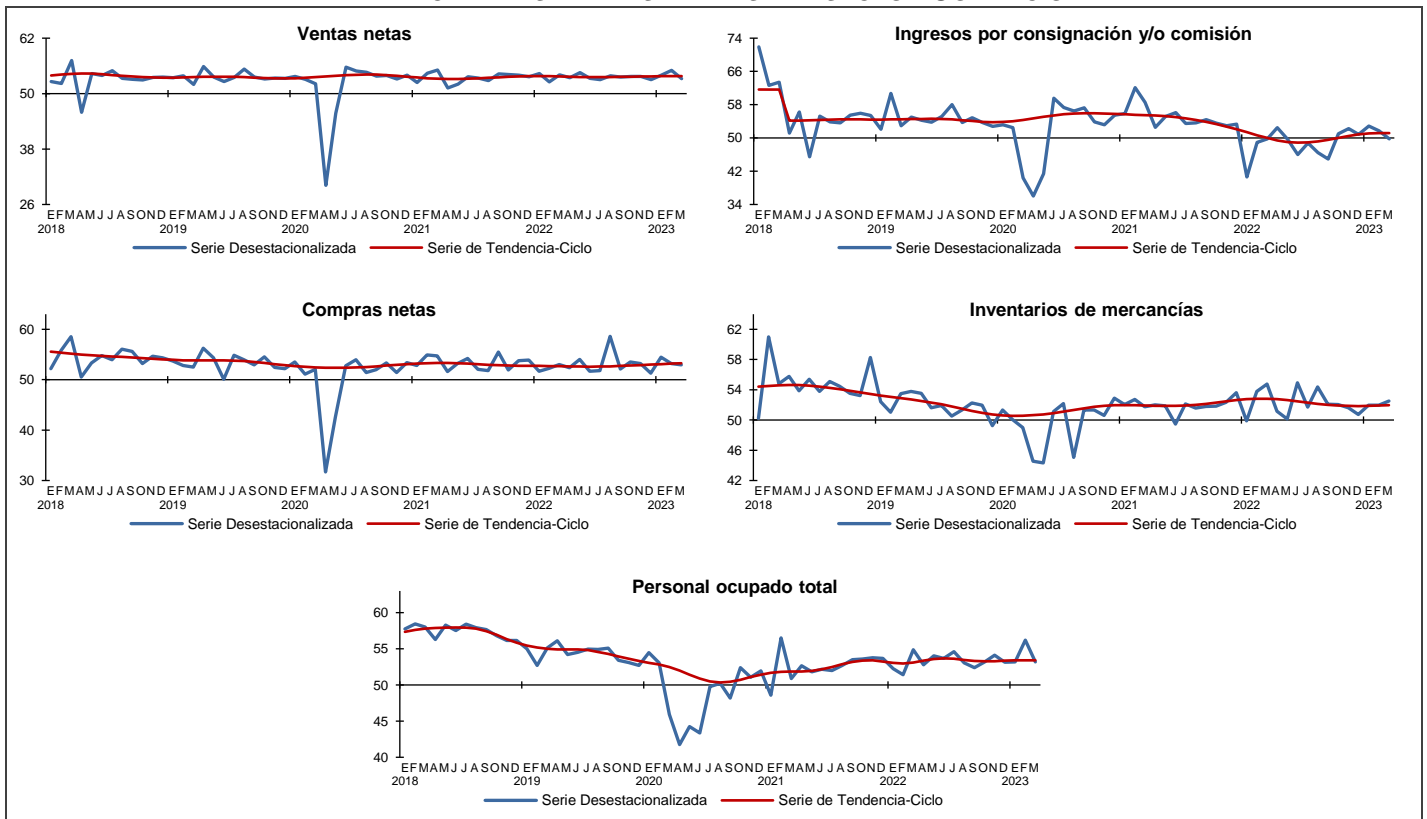 Ventas netas
62
50
38
26
E F M A M J J A S O N D E F M A M J J A S O N D E F M A M J J A S O N D E F M A M J J A S O N D E F M A M J J A S O N D E F M
2018 2019 2020 2021 2022 2023
Serie Desestacionalizada Serie de Tendencia-Ciclo
Ingresos por consignación y/o comisión
74
66
58
50
42
34
E F M A M J J A S O N D E F M A M J J A S O N D E F M A M J J A S O N D E F M A M J J A S O N D E F M A M J J A S O N D E F M
2018 2019 2020 2021 2022 2023
Serie Desestacionalizada Serie de Tendencia-Ciclo
Compras netas
60
50
40
30
E F M A M J J A S O N D E F M A M J J A S O N D E F M A M J J A S O N D E F M A M J J A S O N D E F M A M J J A S O N D E F M
2018 2019 2020 2021 2022 2023
Serie Desestacionalizada Serie de Tendencia-Ciclo
Inventarios de mercancías
62
58
54
50
46
42
E F M A M J J A S O N D E F M A M J J A S O N D E F M A M J J A S O N D E F M A M J J A S O N D E F M A M J J A S O N D E F M
2018 2019 2020 2021 2022 2023
Serie Desestacionalizada Serie de Tendencia-Ciclo
Personal ocupado total
60
55
50
45
40
E F M A M J J A S O N D E F M A M J J A S O N D E F M A M J J A S O N D E F M A M J J A S O N D E F M A M J J A S O N D E F M
2018 2019 2020 2021 2022 2023
Serie Desestacionalizada Serie de Tendencia-Ciclo